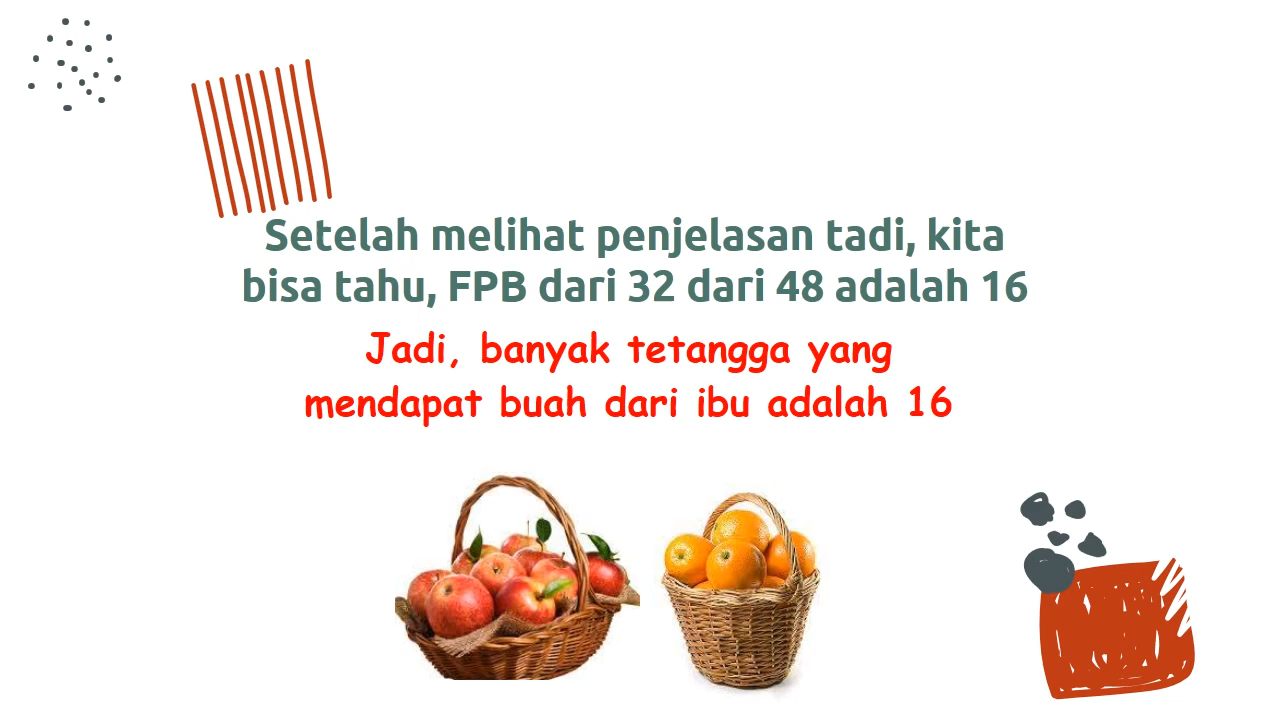 Setelah melihat penjelasan tadi, kita
bisa tahu, FPB dari 32 dari 48 adalah 16
Jadi, banyak tetangga yang
mendapat buah dari ibu adalah 16